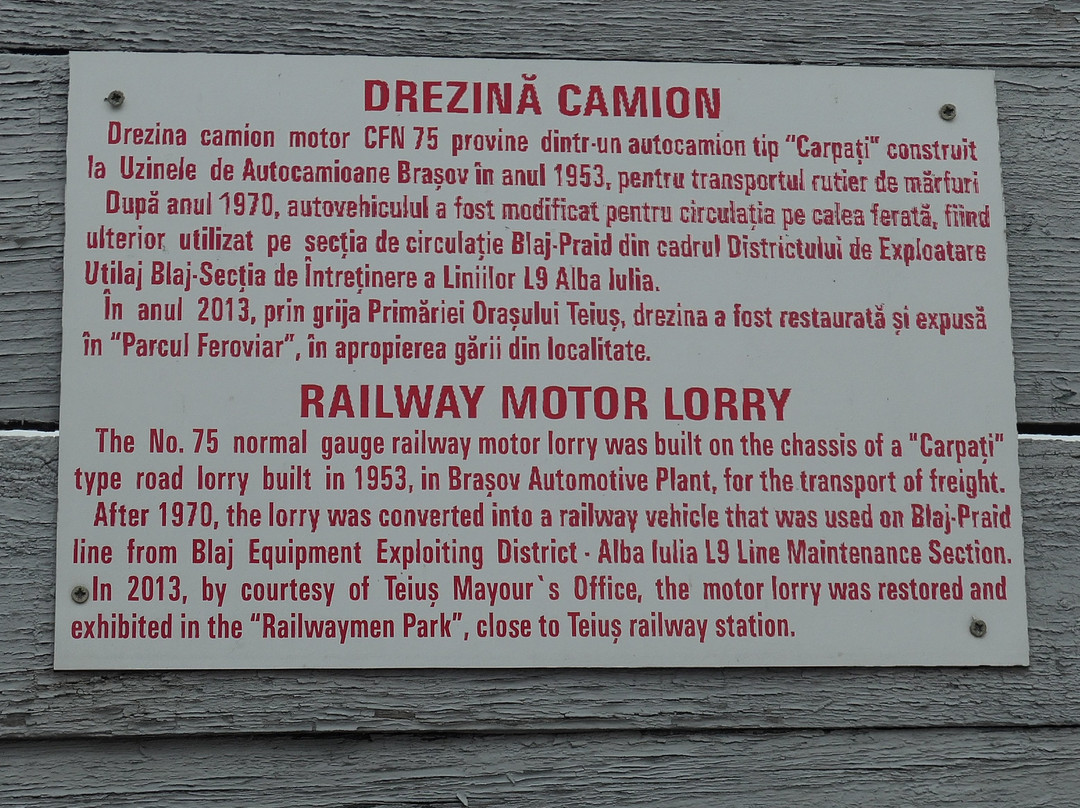 DREZINĂ CAMION
Drezina camion motor CFN 75 provine dintr-un autocamion tip "Carpați" construit
la Uzinele de Autocamioane Brașov în anul 1953, pentru transportul rutier de mărfuri
După anul 1970, autovehiculul a fost modificat pentru circulația pe calea ferată, fiind
ulterior utilizat pe secția de circulație Blaj-Praid din cadrul Districtului de Exploatare
Utilaj Blaj-Secția de Întreținere a Liniilor L9 Alba Iulia.
În anul 2013, prin grija Primăriei Orașului Teiuș, drezina a fost restaurată și expusă
în "Parcul Feroviar", în apropierea gării din localitate.
RAILWAY MOTOR LORRY
The No. 75 normal gauge railway motor lorry was built on the chassis of a "Carpați"
type road lorry built in 1953, in Brașov Automotive Plant, for the transport of freight.
After 1970, the lorry was converted into a railway vehicle that was used on Blaj-Praid
line from Blaj Equipment Exploiting District - Alba Iulia L9 Line Maintenance Section.
In 2013, by courtesy of Teiuș Mayour`s Office, the motor lorry was restored and
exhibited in the "Railwaymen Park", close to Teiuș railway station.